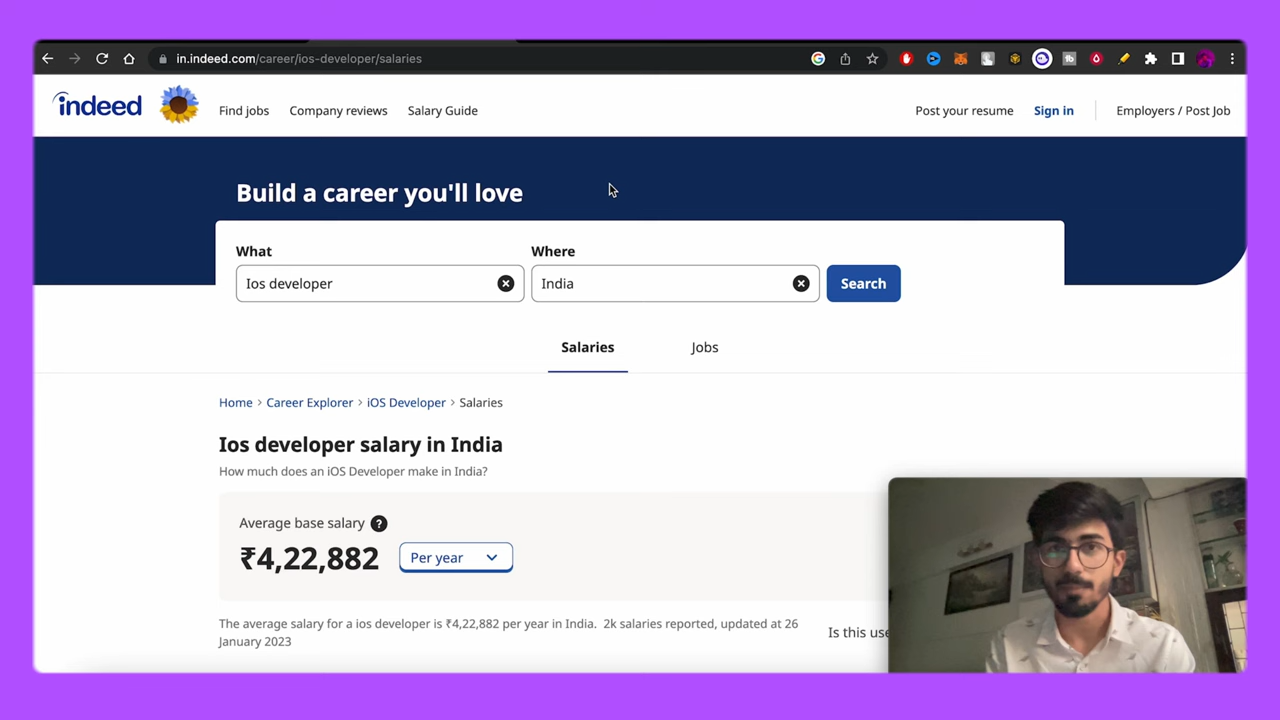 in.indeed.com/career/ios-developer/salaries
indeed Find jobs Company reviews Salary Guide Post your resume Sign in Employers / Post Job
Build a career you'll love
What Where
Ios developer India Search
Salaries Jobs
Home > Career Explorer > iOS Developer > Salaries
Ios developer salary in India
How much does an iOS Developer make in India?
Average base salary ?
₹4,22,882 Per year
The average salary for a ios developer is ₹4,22,882 per year in India. 2k salaries reported, updated at 26
January 2023
Is this use